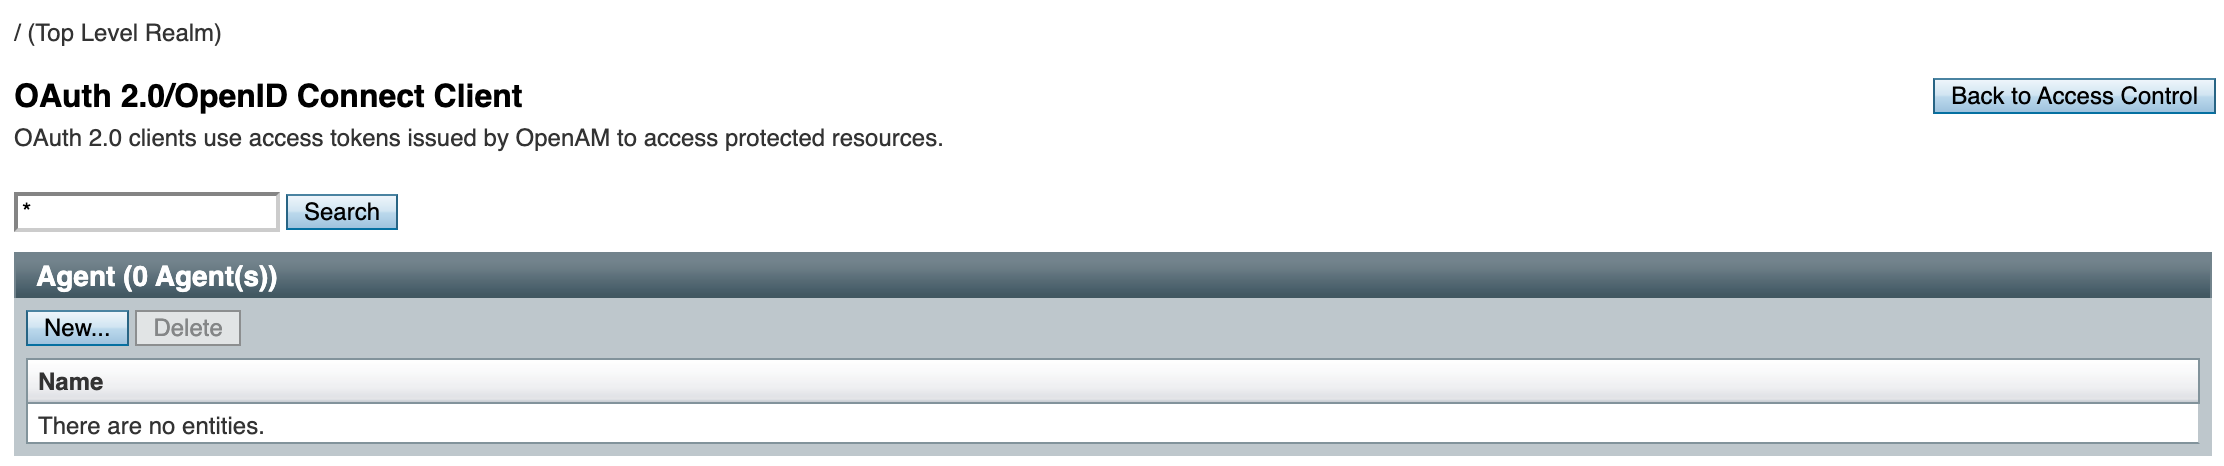 / (Top Level Realm)
OAuth 2.0/OpenID Connect Client
Back to Access Control
OAuth 2.0 clients use access tokens issued by OpenAM to access protected resources.
*
Search
Agent (0 Agent(s))
New...
Delete
Name
There are no entities.